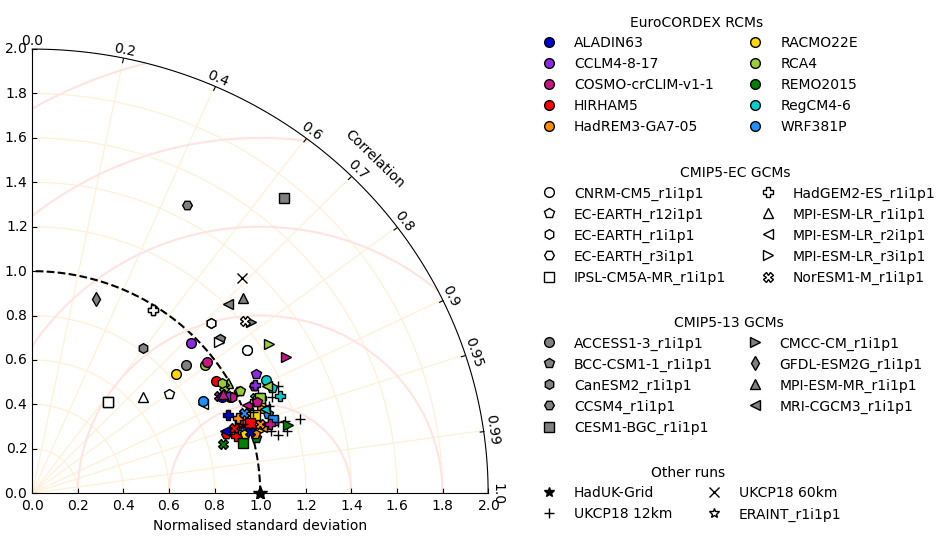 EuroCORDEX RCMs
ALADIN63 RACMO22E
CCLM4-8-17 RCA4
COSMO-crCLIM-v1-1 REMO2015
HIRHAM5 RegCM4-6
HadREM3-GA7-05 WRF381P
CMIP5-EC GCMs
CNRM-CM5_r1i1p1 HadGEM2-ES_r1i1p1
EC-EARTH_r12i1p1 MPI-ESM-LR_r1i1p1
EC-EARTH_r1i1p1 MPI-ESM-LR_r2i1p1
EC-EARTH_r3i1p1 MPI-ESM-LR_r3i1p1
IPSL-CM5A-MR_r1i1p1 NorESM1-M_r1i1p1
CMIP5-13 GCMs
ACCESS1-3_r1i1p1 CMCC-CM_r1i1p1
BCC-CSM1-1_r1i1p1 GFDL-ESM2G_r1i1p1
CanESM2_r1i1p1 MPI-ESM-MR_r1i1p1
CCSM4_r1i1p1 MRI-CGCM3_r1i1p1
CESM1-BGC_r1i1p1
Other runs
HadUK-Grid UKCP18 60km
UKCP18 12km ERAINT_r1i1p1
0.0 0.2 0.4 0.6 0.7 0.8 0.9 0.95 0.99 1.0
Correlation
2.0
1.8
1.6
1.4
1.2
1.0
0.8
0.6
0.4
0.2
0.0
0.0 0.2 0.4 0.6 0.8 1.0 1.2 1.4 1.6 1.8 2.0
Normalised standard deviation